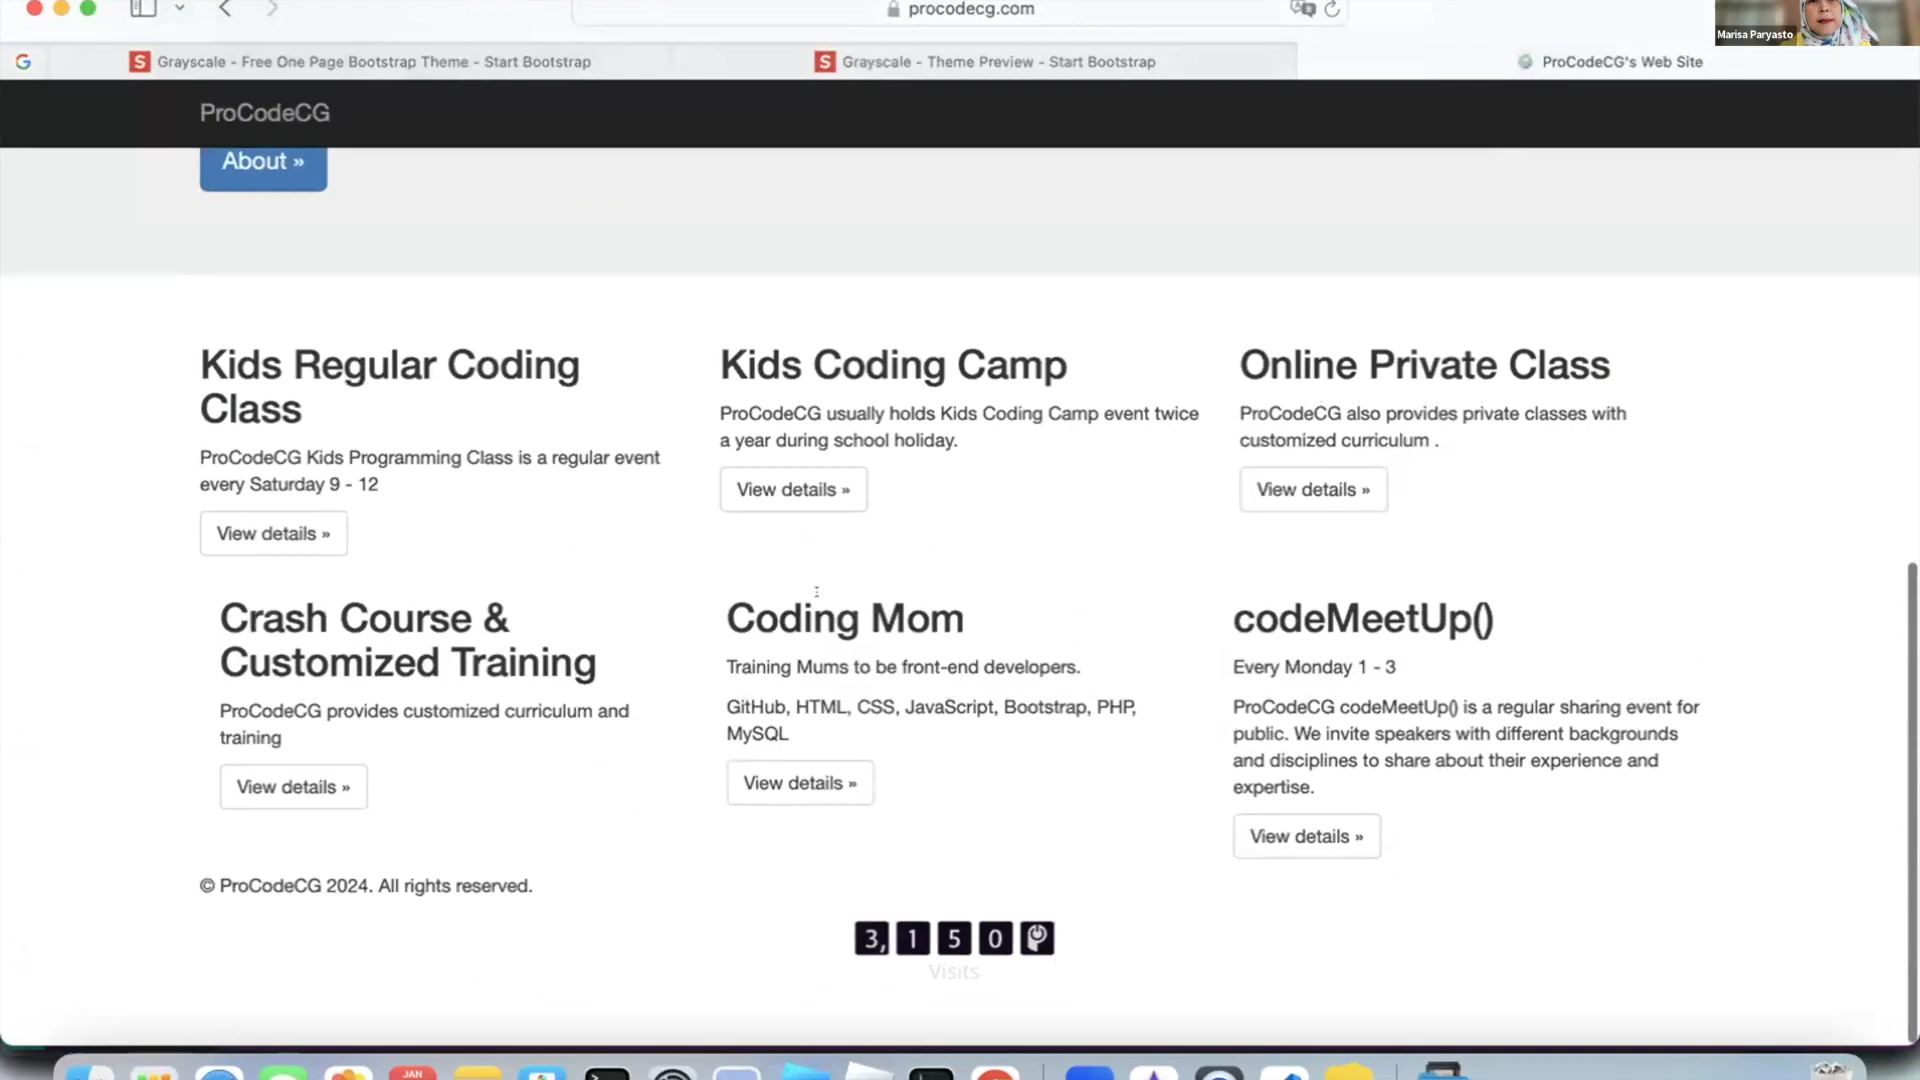 procodecg.com
Marisa Paryasto
Grayscale - Free One Page Bootstrap Theme - Start Bootstrap
Grayscale - Theme Preview - Start Bootstrap
ProCodeCG's Web Site
ProCodeCG
About »
Kids Regular Coding
Class
ProCodeCG Kids Programming Class is a regular event
every Saturday 9 - 12
View details »
Kids Coding Camp
ProCodeCG usually holds Kids Coding Camp event twice
a year during school holiday.
View details »
Online Private Class
ProCodeCG also provides private classes with
customized curriculum .
View details »
Crash Course &
Customized Training
ProCodeCG provides customized curriculum and
training
View details »
Coding Mom
Training Mums to be front-end developers.
GitHub, HTML, CSS, JavaScript, Bootstrap, PHP,
MySQL
View details »
codeMeetUp()
Every Monday 1 - 3
ProCodeCG codeMeetUp() is a regular sharing event for
public. We invite speakers with different backgrounds
and disciplines to share about their experience and
expertise.
View details »
© ProCodeCG 2024. All rights reserved.
3,150
Visits
JAN